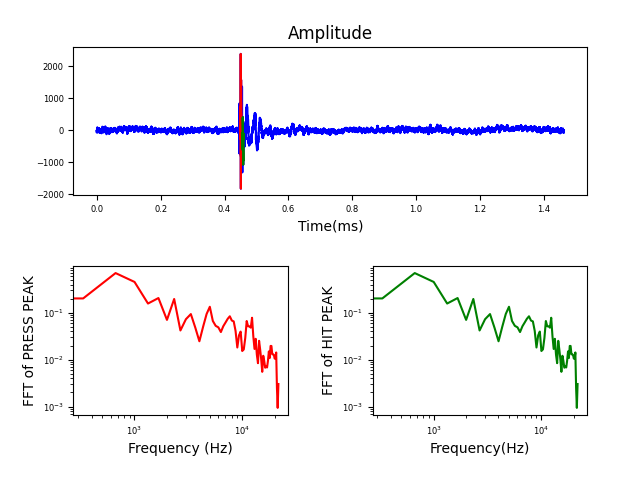 Amplitude
2000
1000
0
−1000
−2000
0.0 0.2 0.4 0.6 0.8 1.0 1.2 1.4
Time(ms)
FFT of PRESS PEAK
10⁻¹
10⁻²
10⁻³
10³ 10⁴
Frequency (Hz)
FFT of HIT PEAK
10⁻¹
10⁻²
10⁻³
10³ 10⁴
Frequency(Hz)